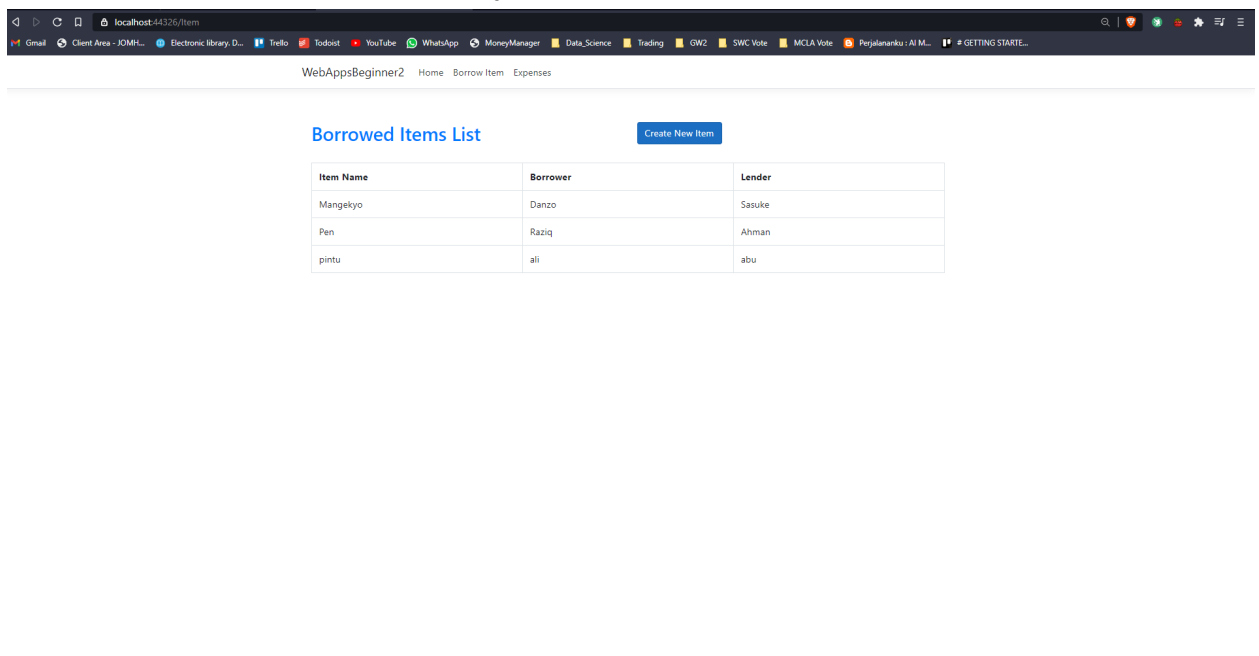 localhost:44326/Item
Gmail Client Area - JOMH... Electronic library. D... Trello Todoist YouTube WhatsApp MoneyManager Data_Science Trading GW2 SWC Vote MCLA Vote Perjalananku : Al M... # GETTING STARTE...
WebAppsBeginner2 Home Borrow Item Expenses
Borrowed Items List Create New Item
Item Name Borrower Lender
Mangekyo Danzo Sasuke
Pen Raziq Ahman
pintu ali abu